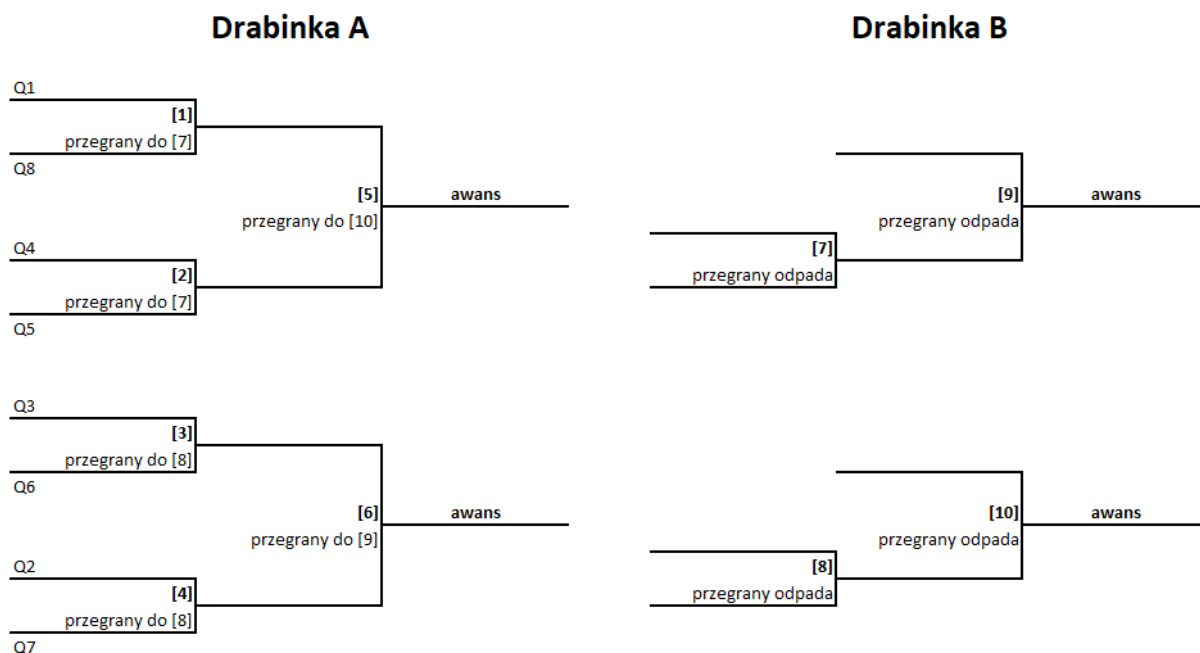 Drabinka A
Q1
[1]
przegrany do [7]
Q8
[5]
awans
przegrany do [10]
Q4
[2]
przegrany do [7]
Q5
Q3
[3]
przegrany do [8]
Q6
[6]
awans
przegrany do [9]
Q2
[4]
przegrany do [8]
Q7
Drabinka B
[9]
awans
przegrany odpada
[7]
przegrany odpada
[10]
awans
przegrany odpada
[8]
przegrany odpada